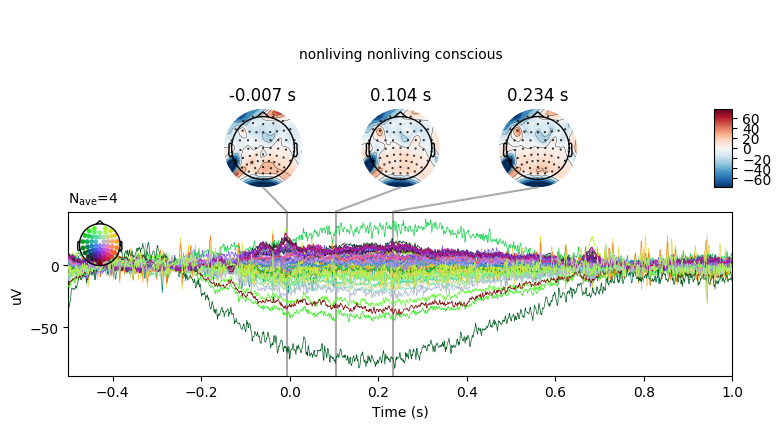 nonliving nonliving conscious
-0.007 s 0.104 s 0.234 s
60
40
20
0
−20
−40
−60
Nave=4
0
−50
uV
−0.4 −0.2 0.0 0.2 0.4 0.6 0.8 1.0
Time (s)